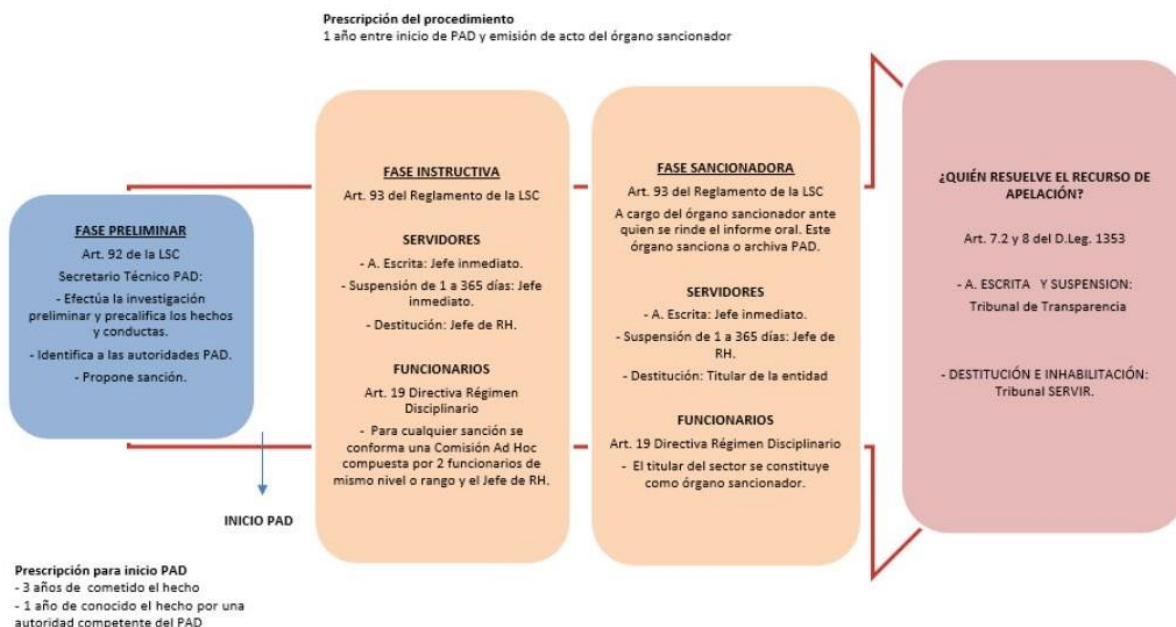 Prescripción del procedimiento
1 año entre inicio de PAD y emisión de acto del órgano sancionador
FASE PRELIMINAR
Art. 92 de la LSC
Secretario Técnico PAD:
- Efectúa la investigación
preliminar y precalifica los hechos
y conductas.
- Identifica a las autoridades PAD.
- Propone sanción.
INICIO PAD
Prescripción para inicio PAD
- 3 años de cometido el hecho
- 1 año de conocido el hecho por una
autoridad competente del PAD
FASE INSTRUCTIVA
Art. 93 del Reglamento de la LSC
SERVIDORES
- A. Escrita: Jefe inmediato.
- Suspensión de 1 a 365 días: Jefe
inmediato.
- Destitución: Jefe de RH.
FUNCIONARIOS
Art. 19 Directiva Régimen
Disciplinario
- Para cualquier sanción se
conforma una Comisión Ad Hoc
compuesta por 2 funcionarios de
mismo nivel o rango y el Jefe de RH.
FASE SANCIONADORA
Art. 93 del Reglamento de la LSC
A cargo del órgano sancionador ante
quien se rinde el informe oral. Este
órgano sanciona o archiva PAD.
SERVIDORES
- A. Escrita: Jefe inmediato.
- Suspensión de 1 a 365 días: Jefe de
RH.
- Destitución: Titular de la entidad
FUNCIONARIOS
Art. 19 Directiva Régimen Disciplinario
- El titular del sector se constituye
como órgano sancionador.
¿QUIÉN RESUELVE EL RECURSO DE
APELACIÓN?
Art. 7.2 y 8 del D.Leg. 1353
- A. ESCRITA Y SUSPENSION:
Tribunal de Transparencia
- DESTITUCIÓN E INHABILITACIÓN:
Tribunal SERVIR.